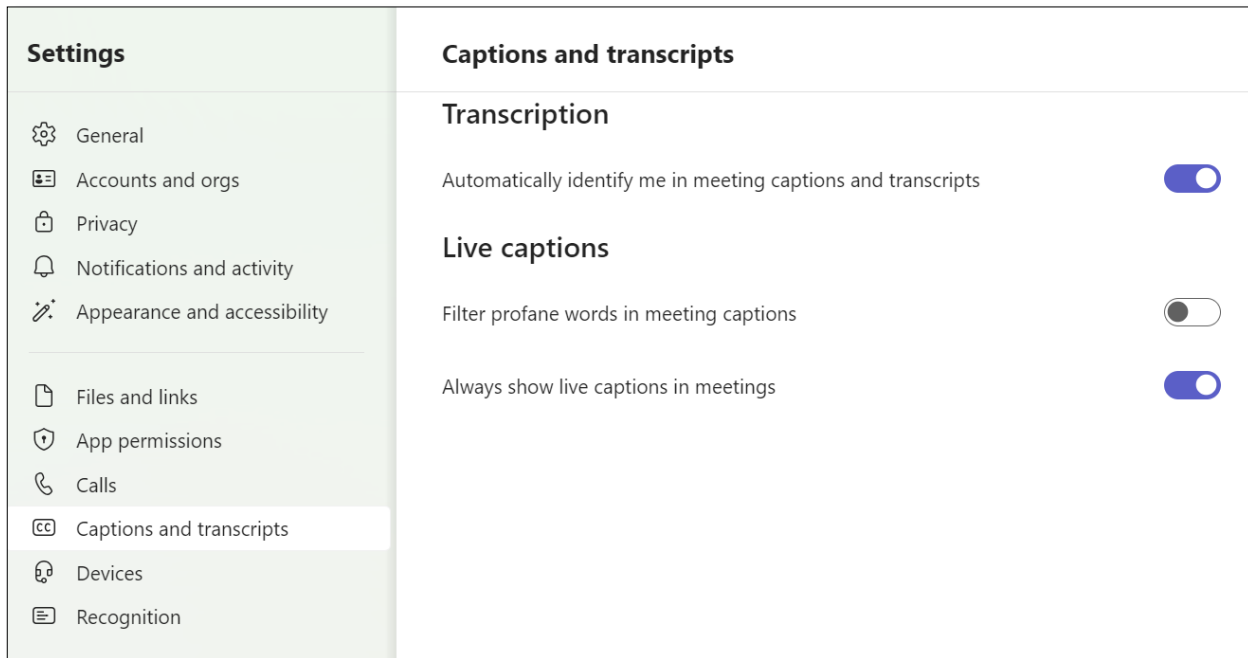 Settings
General
Accounts and orgs
Privacy
Notifications and activity
Appearance and accessibility
Files and links
App permissions
Calls
CC
Captions and transcripts
Devices
Recognition
Captions and transcripts
Transcription
Automatically identify me in meeting captions and transcripts
Live captions
Filter profane words in meeting captions
Always show live captions in meetings